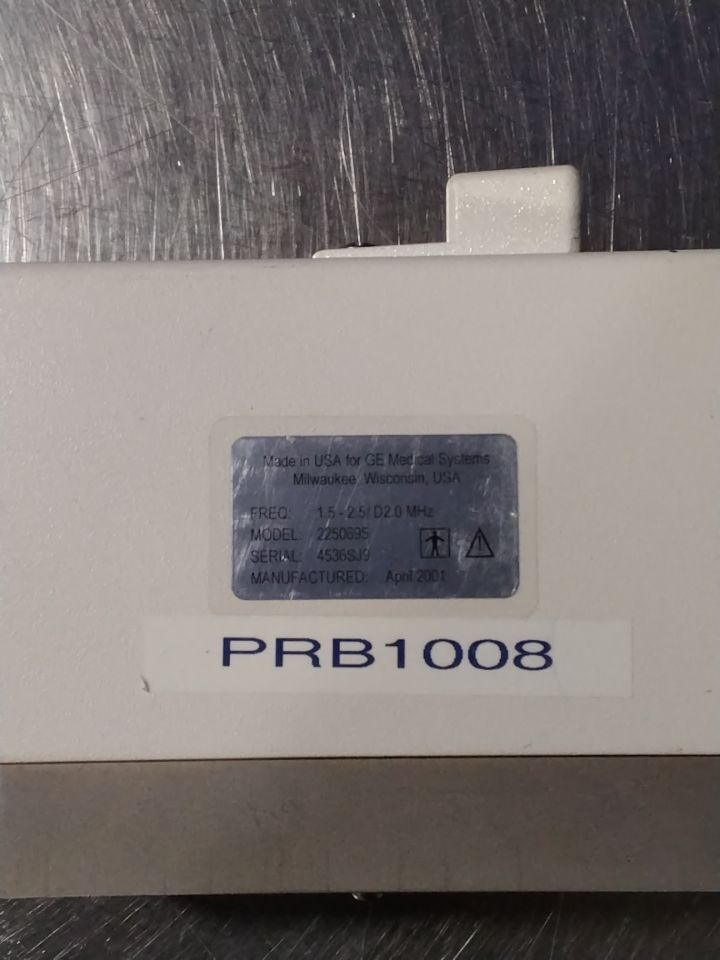 Made in USA for GE Medical Systems
Milwaukee, Wisconsin, USA
FREQ: 1.5 - 2.5/ D2.0 MHz
MODEL: 2250695
SERIAL: 4536SJ9
MANUFACTURED: April 2001
PRB1008